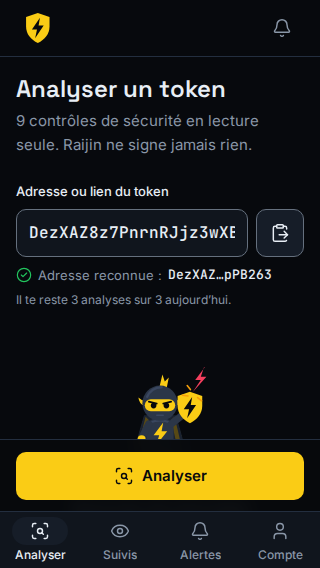 Analyser un token
9 contrôles de sécurité en lecture
seule. Raijin ne signe jamais rien.
Adresse ou lien du token
DezXAZ8z7PnrnRJjz3wXE
Adresse reconnue : DezXAZ…pPB263
Il te reste 3 analyses sur 3 aujourd’hui.
Analyser
Analyser Suivis Alertes Compte